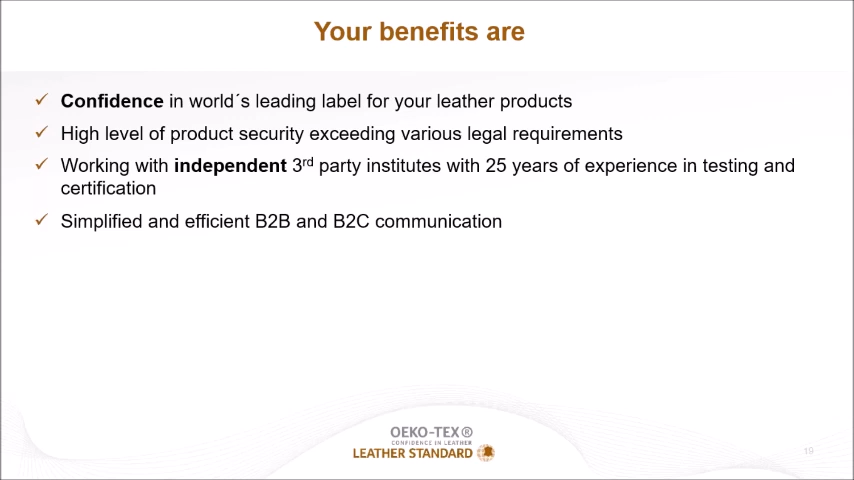 Your benefits are
✓ Confidence in world´s leading label for your leather products
✓ High level of product security exceeding various legal requirements
✓ Working with independent 3rd party institutes with 25 years of experience in testing and
certification
✓ Simplified and efficient B2B and B2C communication
OEKO-TEX®
CONFIDENCE IN LEATHER
LEATHER STANDARD
19